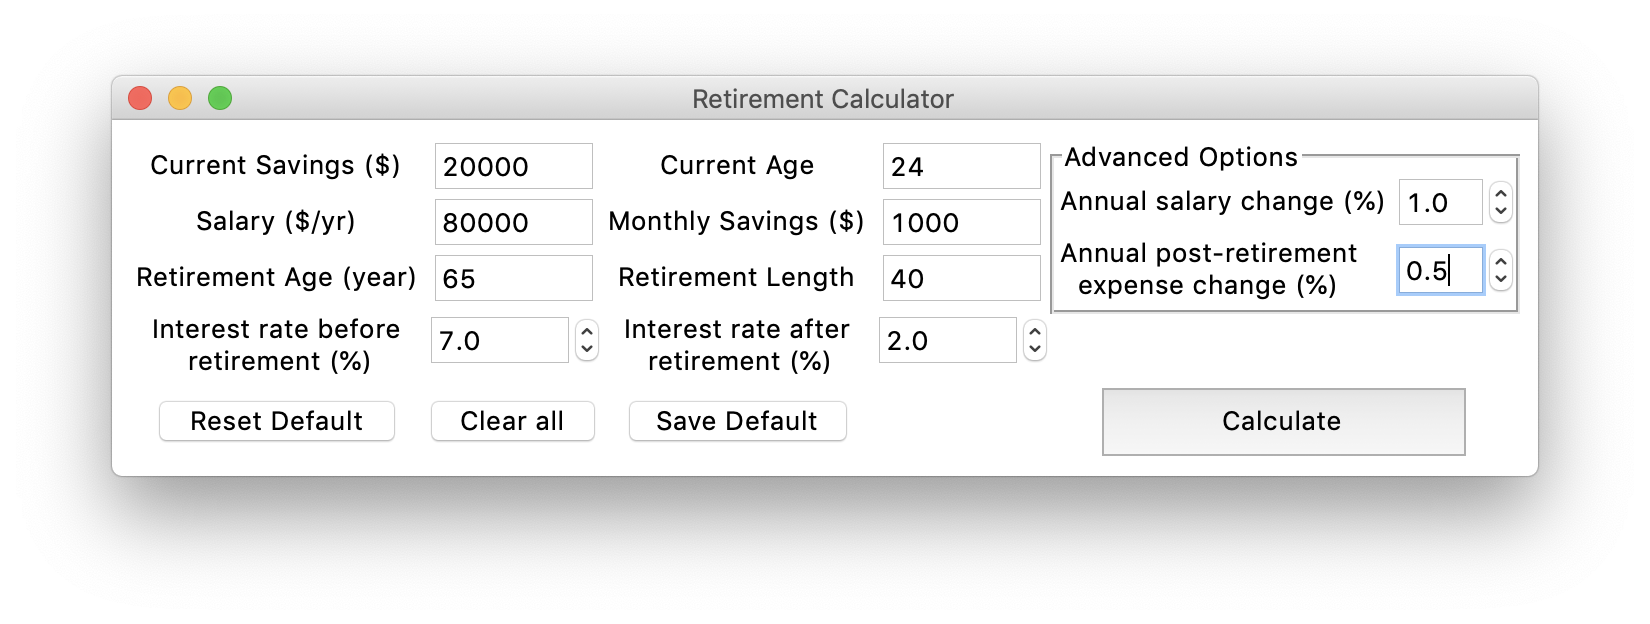 Retirement Calculator
Current Savings ($) 20000 Current Age 24 Advanced Options
Salary ($/yr) 80000 Monthly Savings ($) 1000 Annual salary change (%) 1.0
Retirement Age (year) 65 Retirement Length 40 Annual post-retirement
expense change (%) 0.5
Interest rate before
retirement (%) 7.0 Interest rate after
retirement (%) 2.0
Reset Default Clear all Save Default Calculate